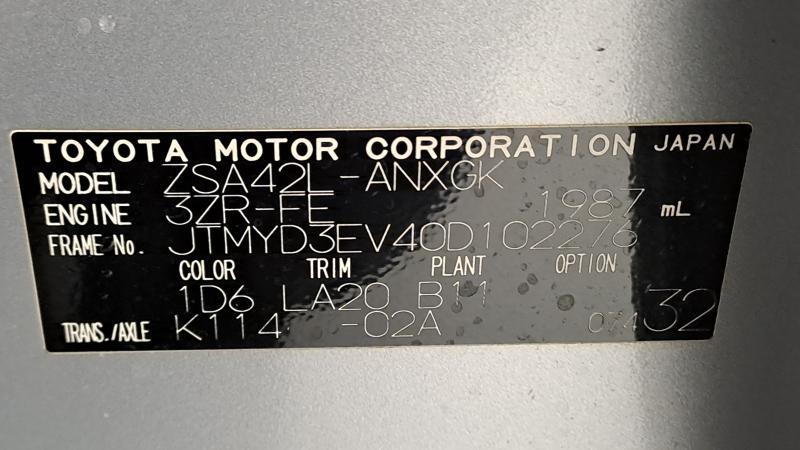 TOYOTA MOTOR CORPORATION JAPAN
MODEL ZSA42L-ANXGK
ENGINE 3ZR-FE 1987 mL
FRAME No. JTMYD3EV40D102276
COLOR TRIM PLANT OPTION
1D6 LA20 B11
TRANS./AXLE K114 -02A 32